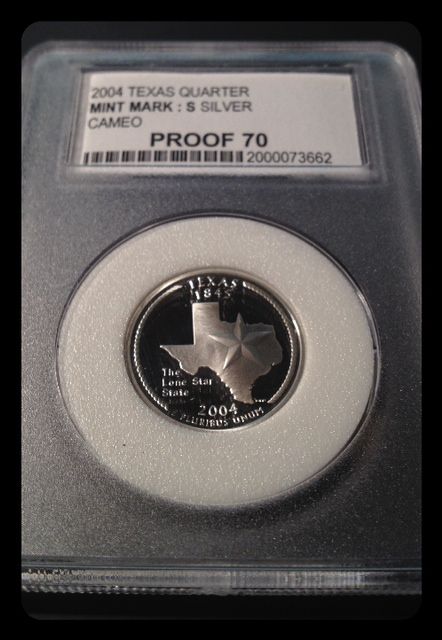 2004 TEXAS QUARTER
MINT MARK : S SILVER
CAMEO
PROOF 70
2000073662
TEXAS
1845
The
Lone Star
State
2004
E PLURIBUS UNUM